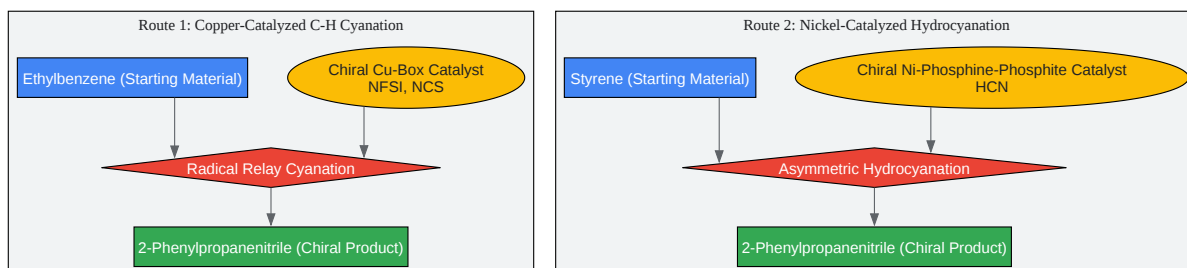 Route 1: Copper-Catalyzed C-H Cyanation
Ethylbenzene (Starting Material)
Chiral Cu-Box Catalyst
NFSI, NCS
Radical Relay Cyanation
2-Phenylpropanenitrile (Chiral Product)
Route 2: Nickel-Catalyzed Hydrocyanation
Styrene (Starting Material)
Chiral Ni-Phosphine-Phosphite Catalyst
HCN
Asymmetric Hydrocyanation
2-Phenylpropanenitrile (Chiral Product)